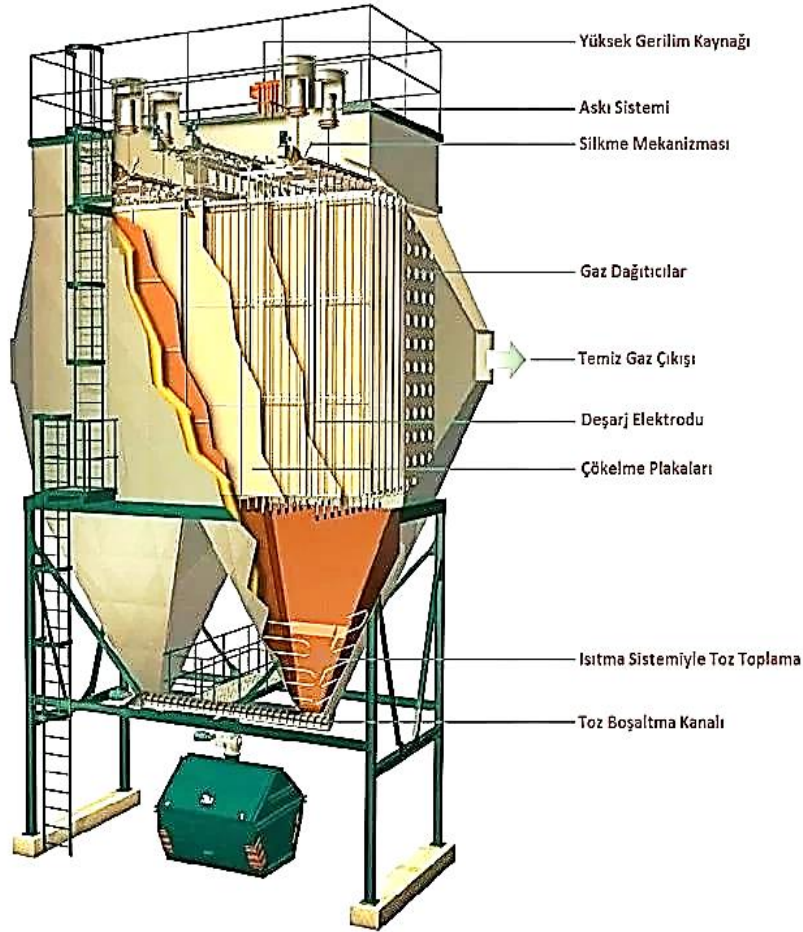 Yüksek Gerilim Kaynağı
Askı Sistemi
Silkme Mekanizması
Gaz Dağıtıcılar
Temiz Gaz Çıkışı
Deşarj Elektrodu
Çökelme Plakaları
Isıtma Sistemiyle Toz Toplama
Toz Boşaltma Kanalı